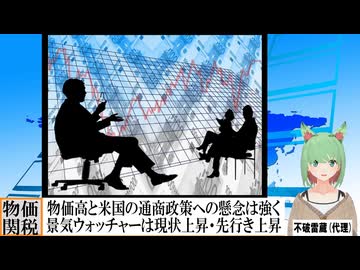 物価
関税
物価高と米国の通商政策への懸念は強く
景気ウォッチャーは現状上昇・先行き上昇
不破雷蔵(代理)